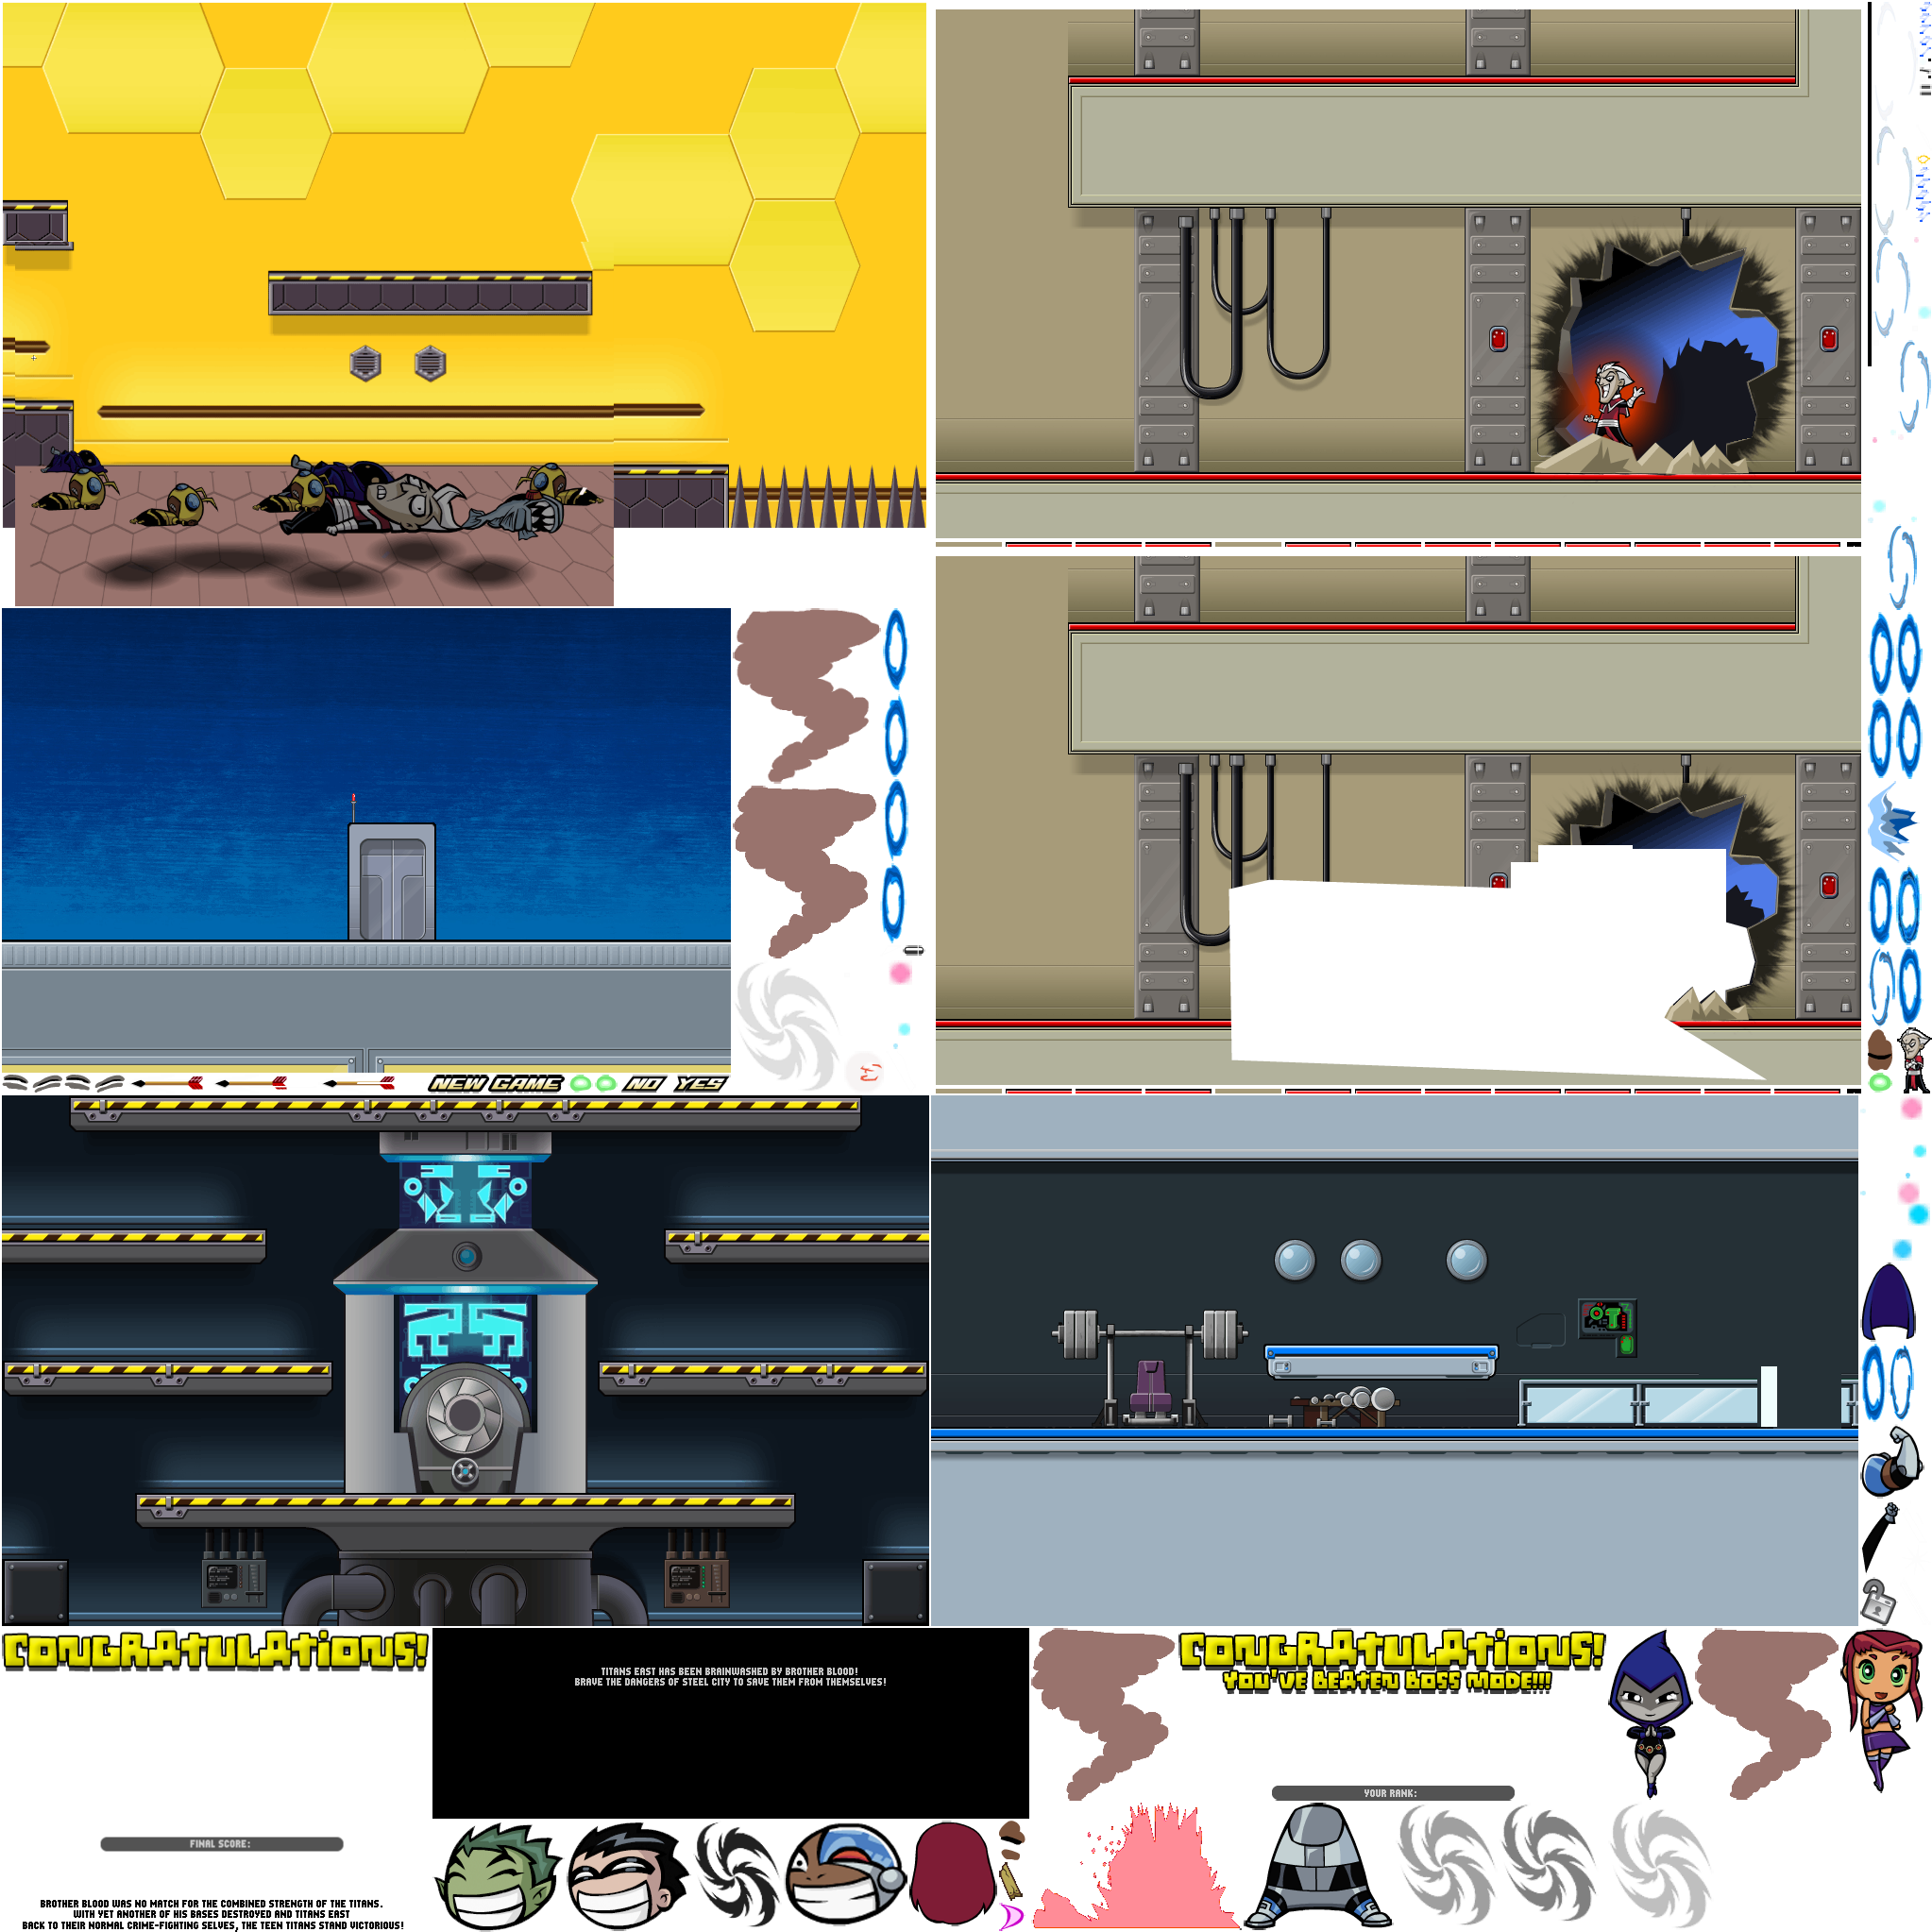 NEW GAME NO YES
CONGRATULATIONS!
TITANS EAST HAS BEEN BRAINWASHED BY BROTHER BLOOD!
BRAVE THE DANGERS OF STEEL CITY TO SAVE THEM FROM THEMSELVES!
CONGRATULATIONS!
YOU'VE BEATEN BOSS MODE!!!
YOUR RANK:
FINAL SCORE:
BROTHER BLOOD WAS NO MATCH FOR THE COMBINED STRENGTH OF THE TITANS.
WITH YET ANOTHER OF HIS BASES DESTROYED AND TITANS EAST
BACK TO THEIR NORMAL CRIME-FIGHTING SELVES, THE TEEN TITANS STAND VICTORIOUS!